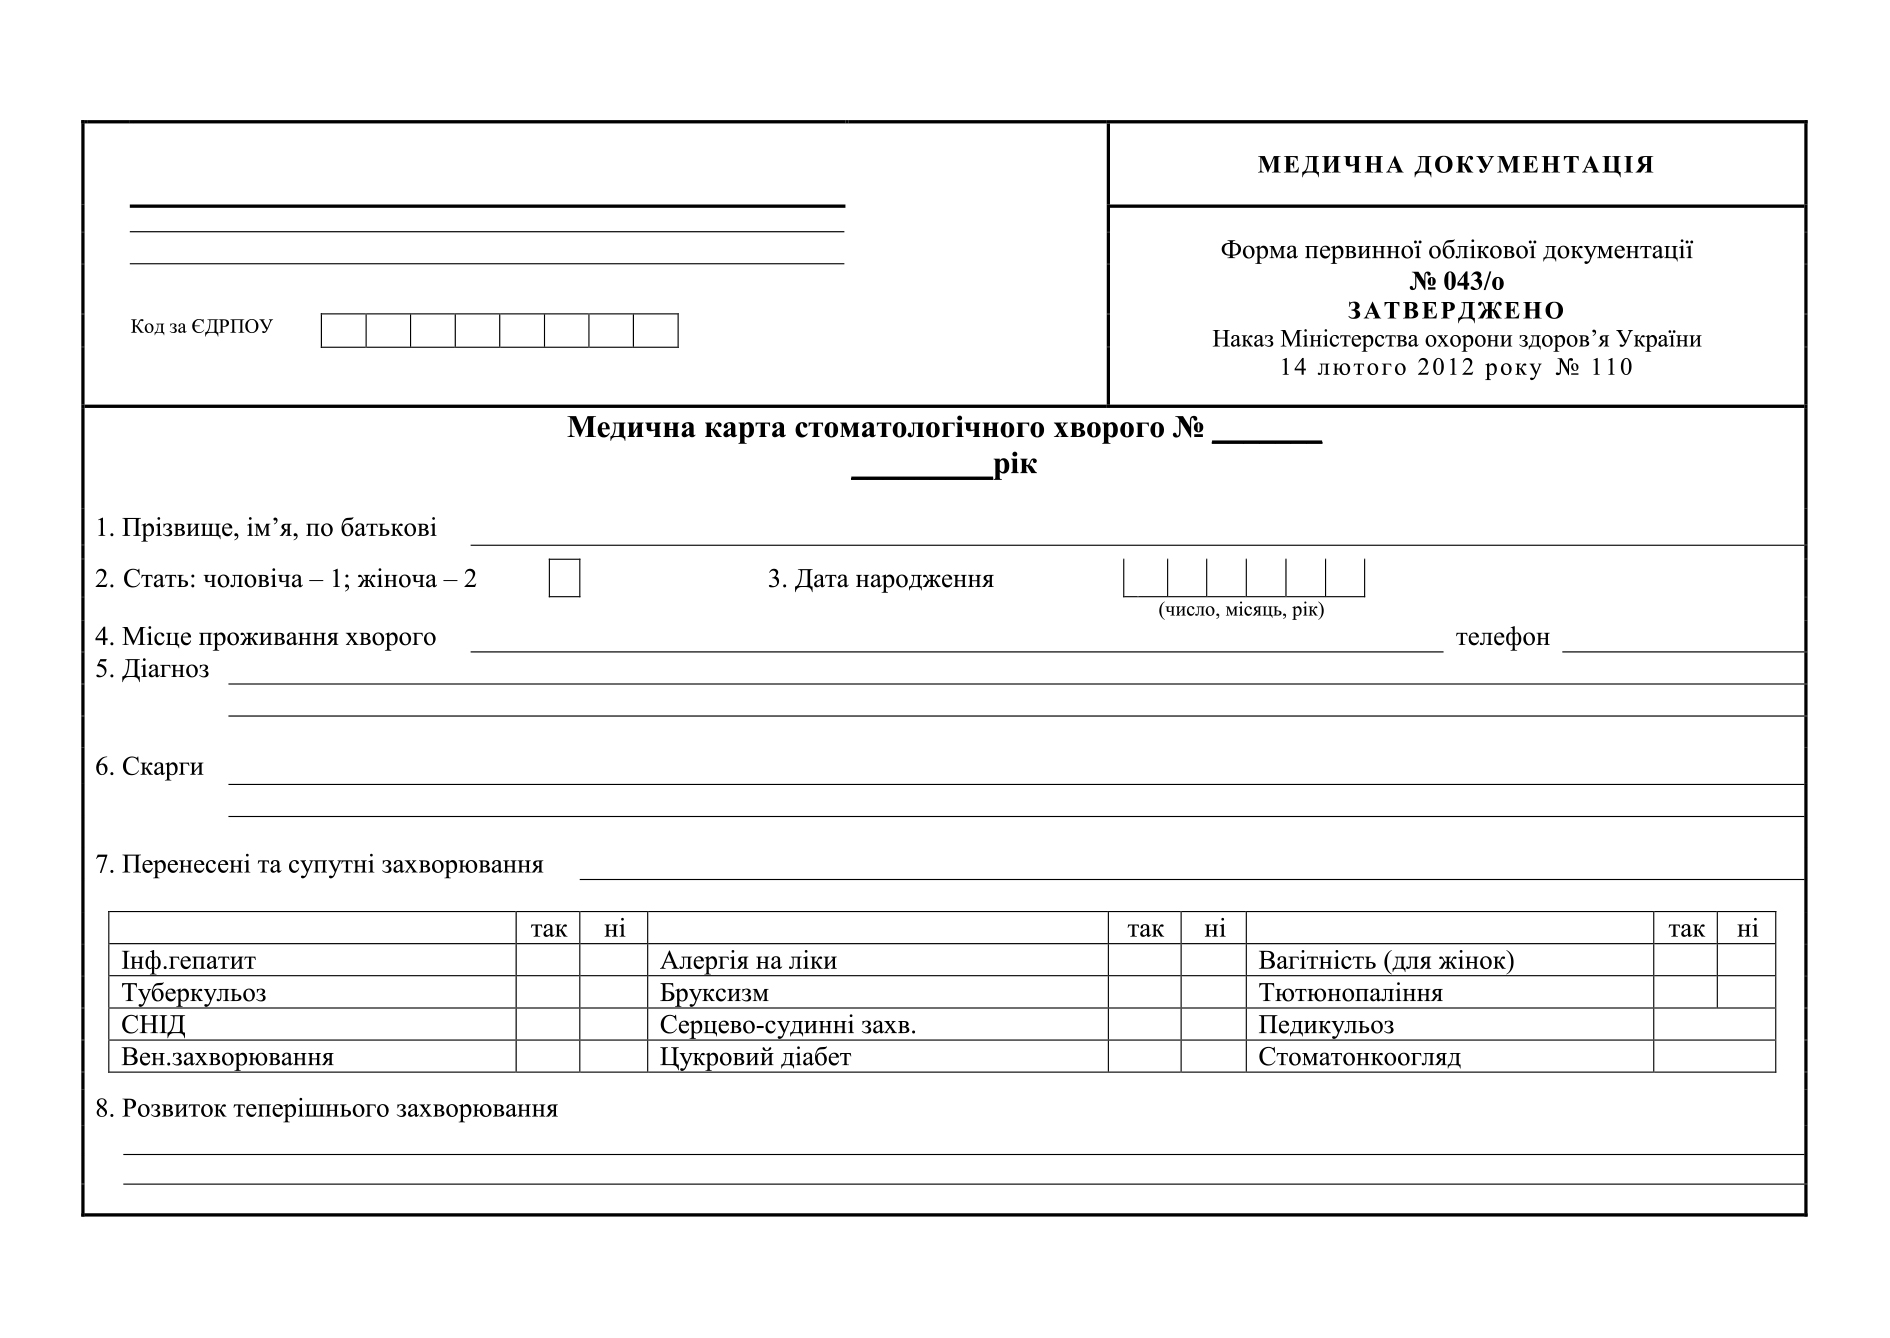 МЕДИЧНА ДОКУМЕНТАЦІЯ
Форма первинної облікової документації
№ 043/о
ЗАТВЕРДЖЕНО
Наказ Міністерства охорони здоров’я України
14 лютого 2012 року № 110
Код за ЄДРПОУ
Медична карта стоматологічного хворого № _______
_________рік
1. Прізвище, ім’я, по батькові
2. Стать: чоловіча – 1; жіноча – 2 3. Дата народження
(число, місяць, рік)
4. Місце проживання хворого телефон
5. Діагноз
6. Скарги
7. Перенесені та супутні захворювання
так ні так ні так ні
Інф.гепатит Алергія на ліки Вагітність (для жінок)
Туберкульоз Бруксизм Тютюнопаління
СНІД Серцево-судинні захв. Педикульоз
Вен.захворювання Цукровий діабет Стоматонкоогляд
8. Розвиток теперішнього захворювання